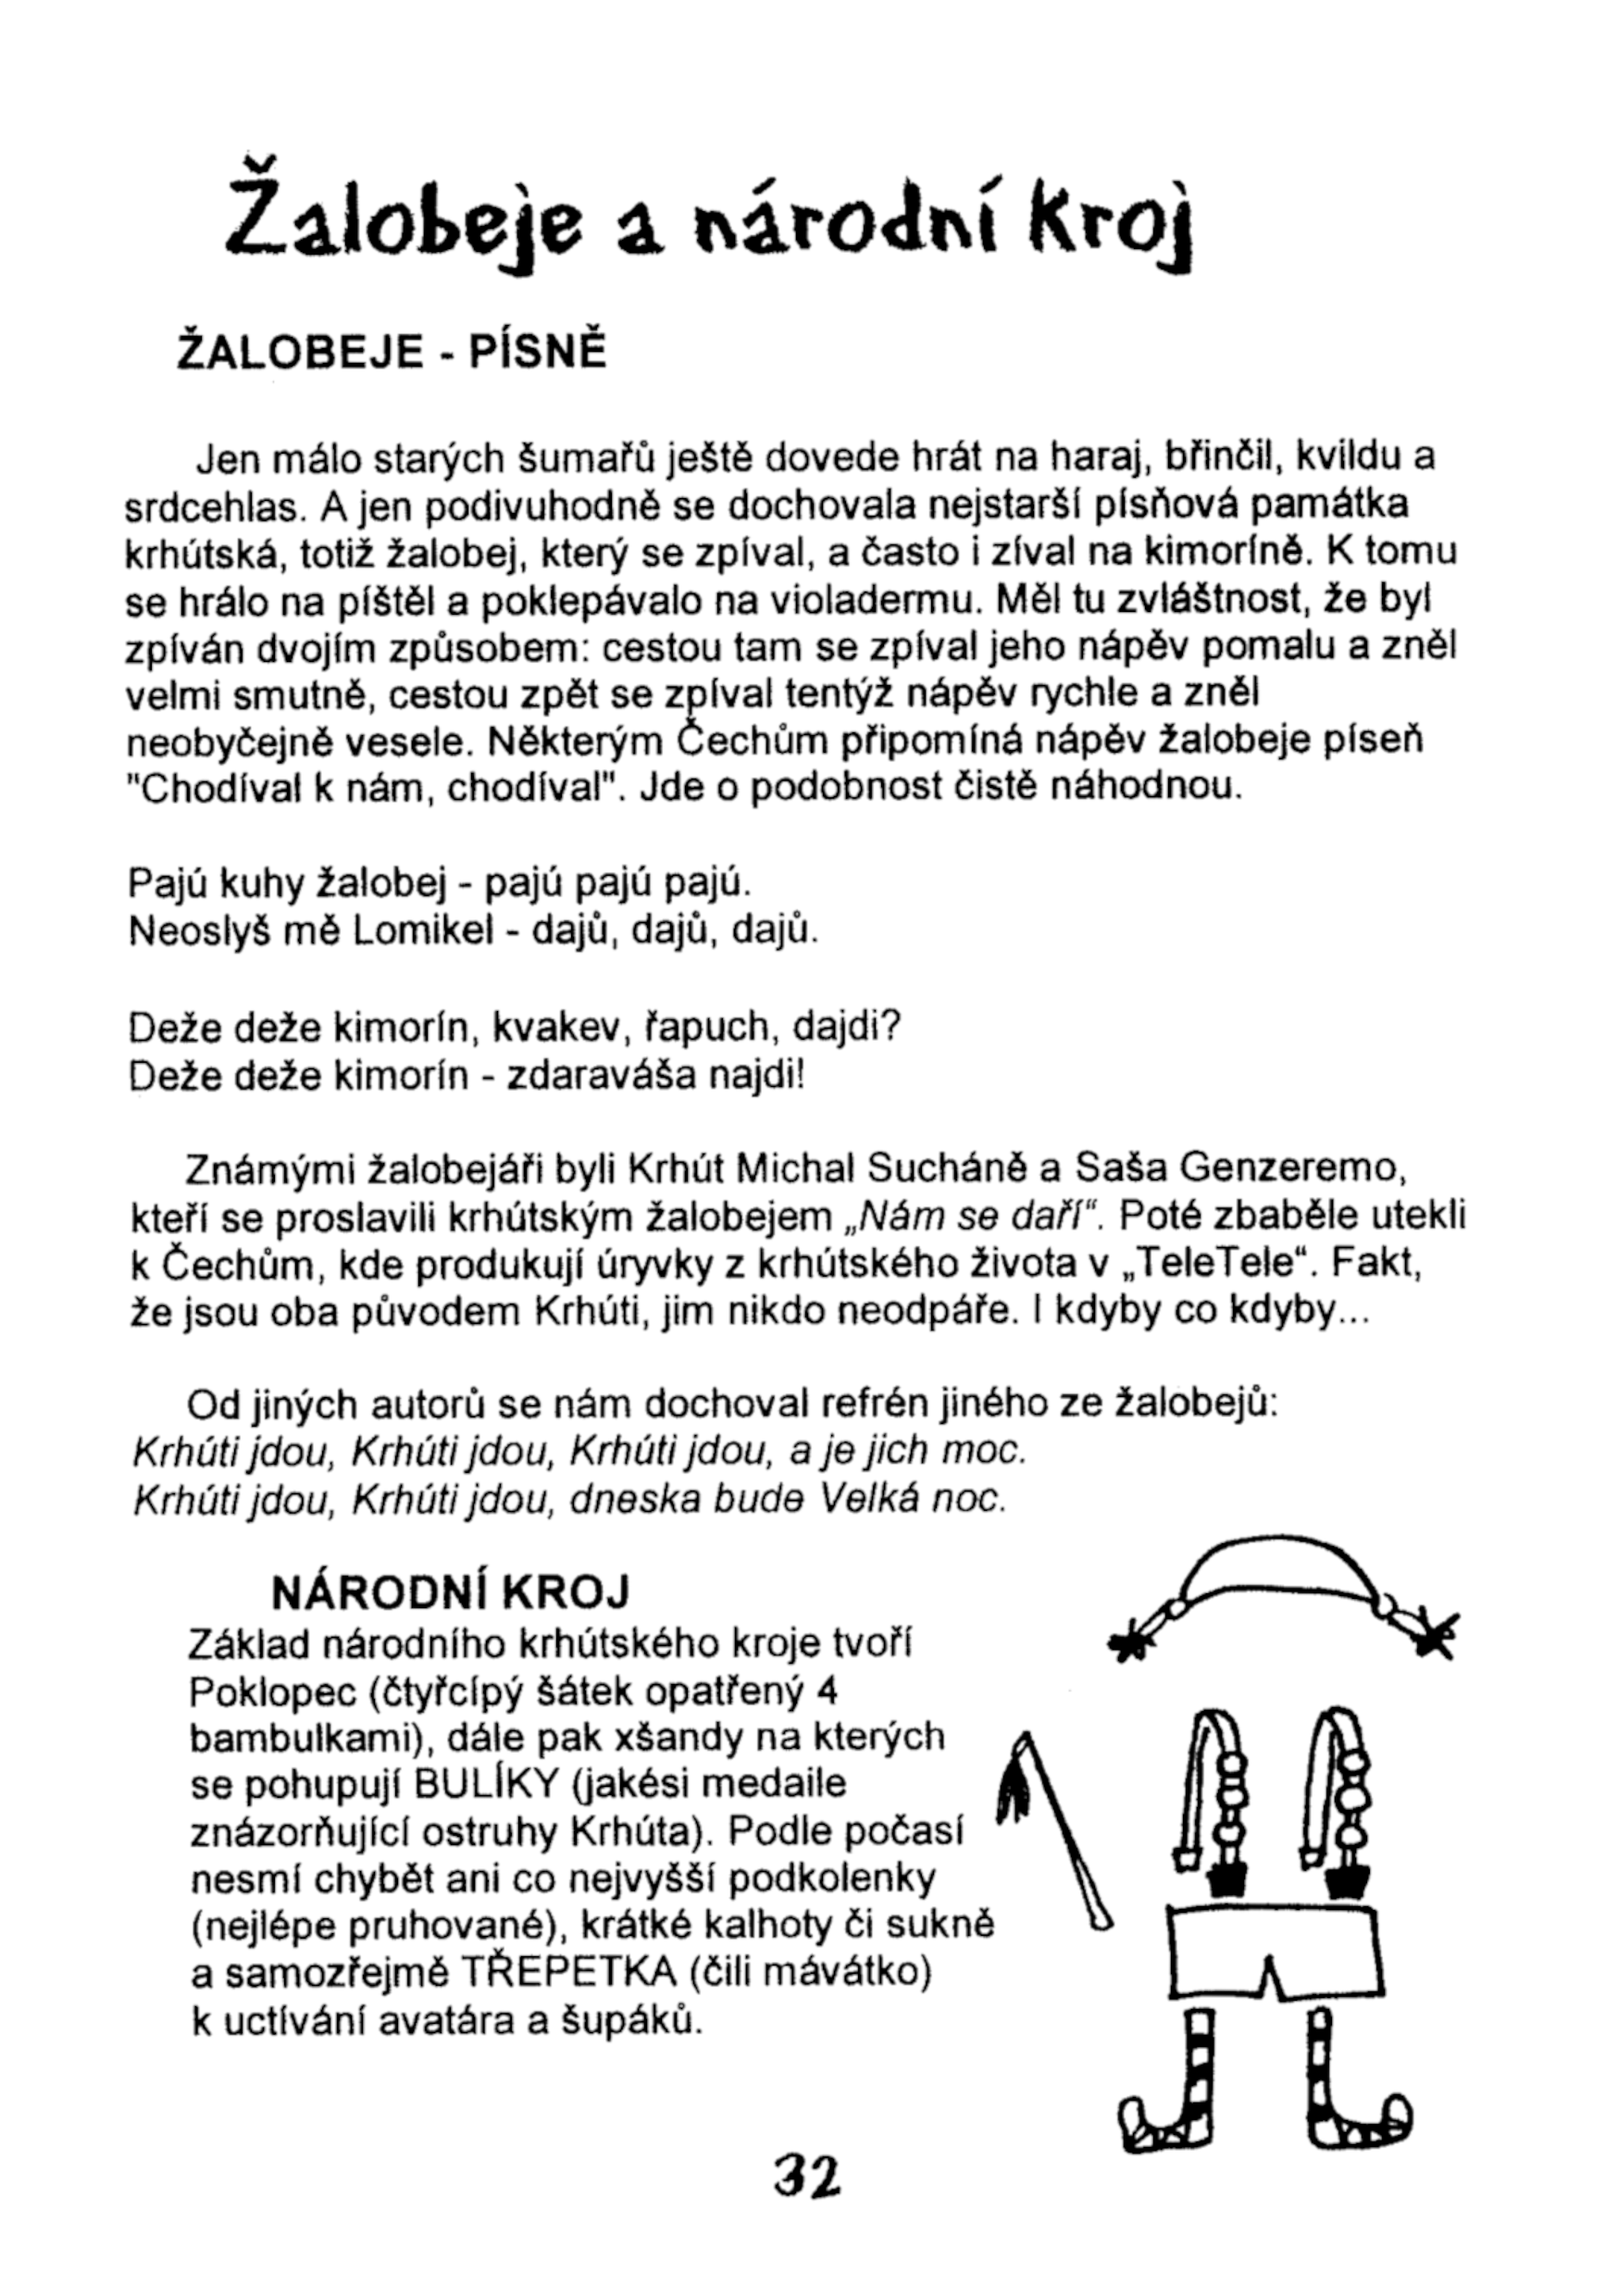 Žalobeje a národní kroj
ŽALOBEJE - PÍSNĚ
Jen málo starých šumařů ještě dovede hrát na haraj, břinčil, kvildu a
srdcehlas. A jen podivuhodně se dochovala nejstarší písňová památka
krhútská, totiž žalobej, který se zpíval, a často i zíval na kimoríně. K tomu
se hrálo na píštěl a poklepávalo na violadermu. Měl tu zvláštnost, že byl
zpíván dvojím způsobem: cestou tam se zpíval jeho nápěv pomalu a zněl
velmi smutně, cestou zpět se zpíval tentýž nápěv rychle a zněl
neobyčejně vesele. Některým Čechům připomíná nápěv žalobeje píseň
"Chodíval k nám, chodíval". Jde o podobnost čistě náhodnou.
Pajú kuhy žalobej - pajú pajú pajú.
Neoslyš mě Lomikel - dajů, dajů, dajů.
Deže deže kimorín, kvakev, řapuch, dajdi?
Deže deže kimorín - zdaraváša najdi!
Známými žalobejáři byli Krhút Michal Sucháně a Saša Genzeremo,
kteří se proslavili krhútským žalobejem „Nám se daří“. Poté zbaběle utekli
k Čechům, kde produkují úryvky z krhútského života v „TeleTele“. Fakt,
že jsou oba původem Krhúti, jim nikdo neodpáře. I kdyby co kdyby...
Od jiných autorů se nám dochoval refrén jiného ze žalobejů:
Krhúti jdou, Krhúti jdou, Krhúti jdou, a je jich moc.
Krhúti jdou, Krhúti jdou, dneska bude Velká noc.
NÁRODNÍ KROJ
Základ národního krhútského kroje tvoří
Poklopec (čtyřcípý šátek opatřený 4
bambulkami), dále pak xšandy na kterých
se pohupují BULÍKY (jakési medaile
znázorňující ostruhy Krhúta). Podle počasí
nesmí chybět ani co nejvyšší podkolenky
(nejlépe pruhované), krátké kalhoty či sukně
a samozřejmě TŘEPETKA (čili mávátko)
k uctívání avatára a šupáků.
32